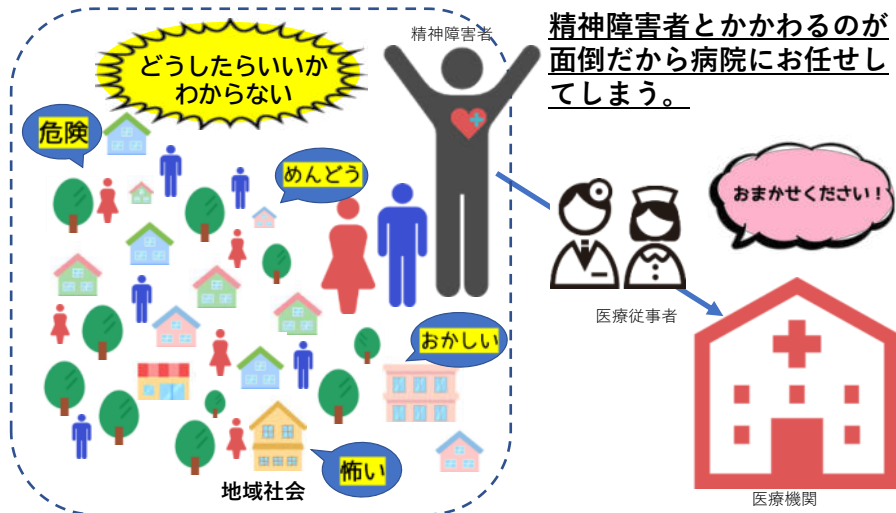 精神障害者
精神障害者とかかわるのが
面倒だから病院にお任せし
てしまう。
どうしたらいいか
わからない
危険
めんどう
おまかせください！
医療従事者
おかしい
怖い
地域社会
医療機関